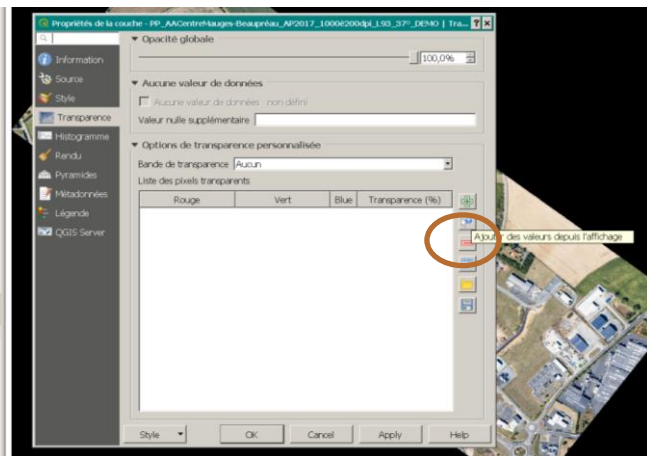 Propriétés de la couche - PP_AACentreMauges-Beaupréau_AP2017_1000è200dpi_L93_37°_DEMO | Tra...
Information
Source
Style
Transparence
Histogramme
Rendu
Pyramides
Métadonnées
Légende
QGIS Server
Opacité globale
100,0%
Aucune valeur de données
Aucune valeur de données : non défini
Valeur nulle supplémentaire
Options de transparence personnalisée
Bande de transparence Aucun
Liste des pixels transparents
Rouge Vert Blue Transparence (%)
Ajouter des valeurs depuis l'affichage
Style OK Cancel Apply Help